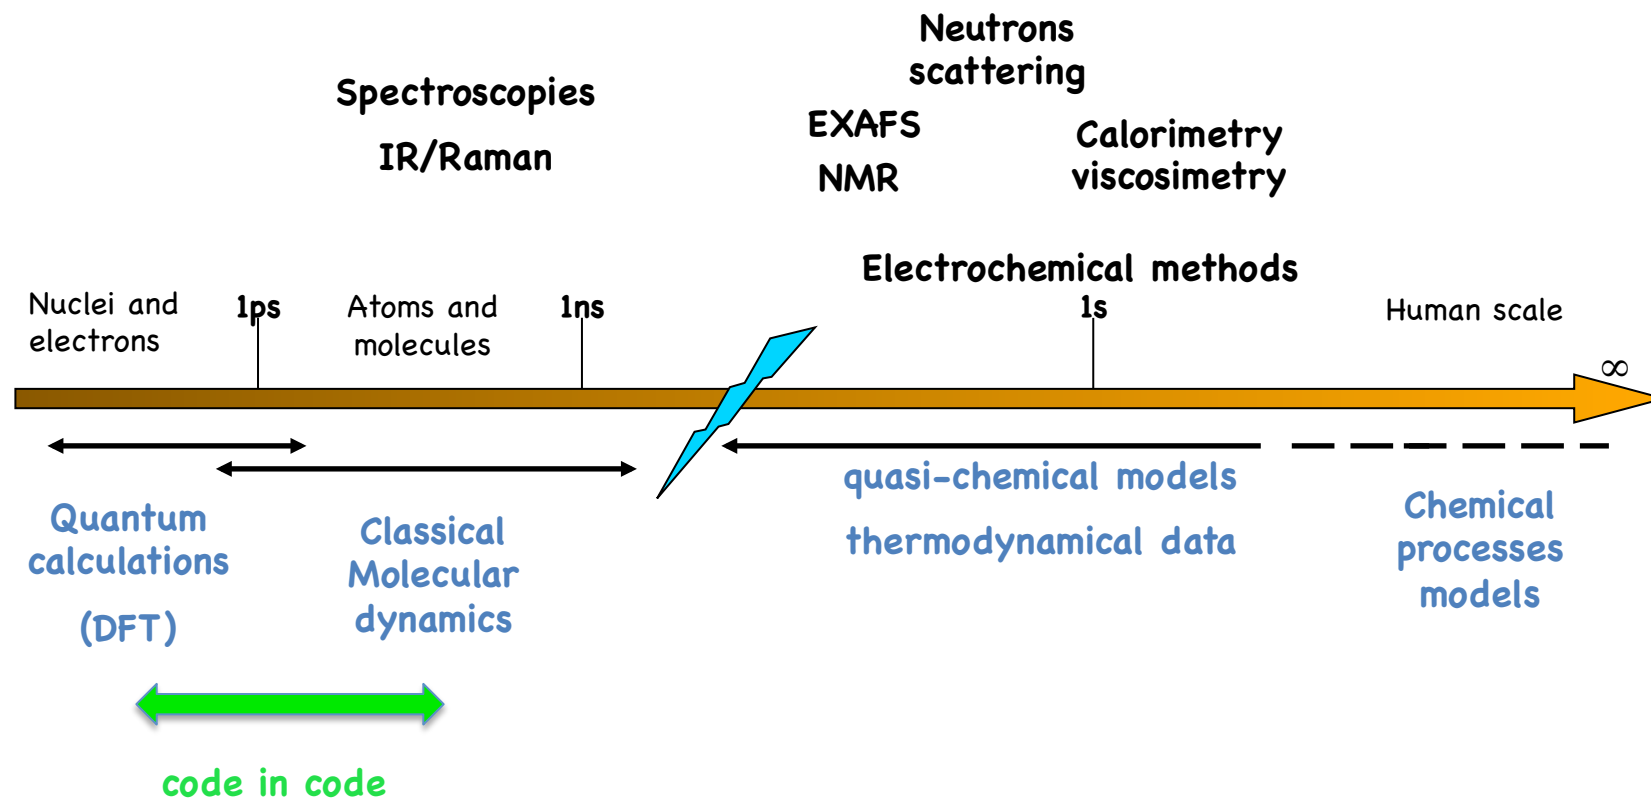 Neutrons
scattering
Spectroscopies
IR/Raman
EXAFS
NMR
Calorimetry
viscosimetry
Electrochemical methods
Nuclei and
electrons
1ps
Atoms and
molecules
1ns
1s
Human scale
∞
Quantum
calculations
(DFT)
Classical
Molecular
dynamics
quasi-chemical models
thermodynamical data
Chemical
processes
models
code in code